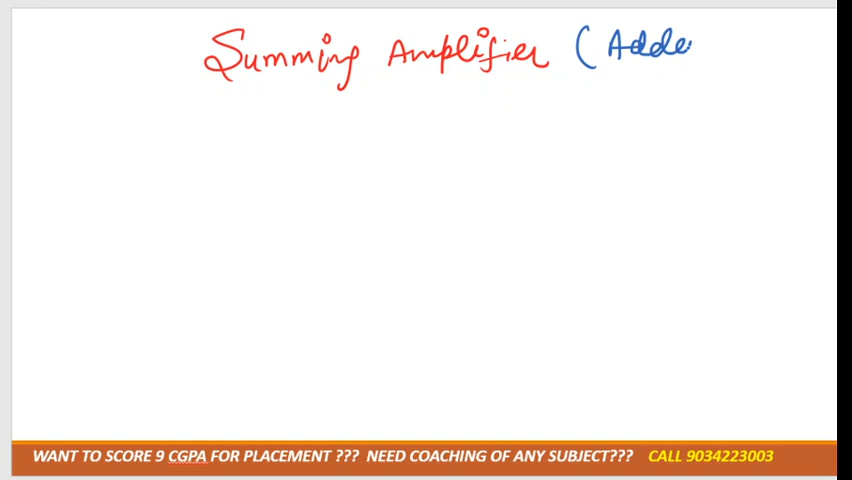 Summing Amplifier (Adde
WANT TO SCORE 9 CGPA FOR PLACEMENT ??? NEED COACHING OF ANY SUBJECT??? CALL 9034223003